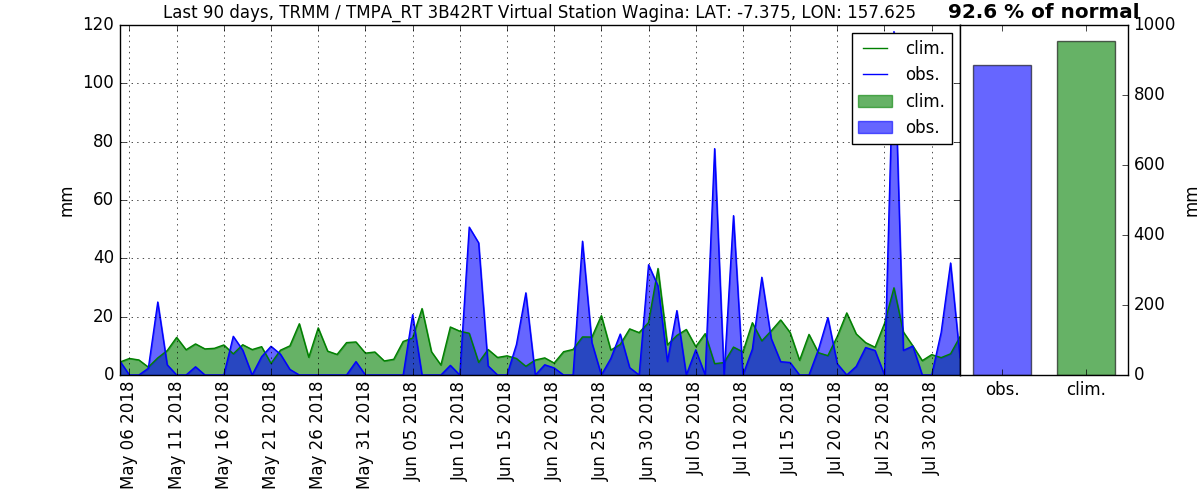 Last 90 days, TRMM / TMPA_RT 3B42RT Virtual Station Wagina: LAT: -7.375, LON: 157.625
92.6 % of normal
120
100
80
60
40
20
0
mm
clim.
obs.
clim.
obs.
1000
800
600
400
200
0
mm
obs.
clim.
May 06 2018
May 11 2018
May 16 2018
May 21 2018
May 26 2018
May 31 2018
Jun 05 2018
Jun 10 2018
Jun 15 2018
Jun 20 2018
Jun 25 2018
Jun 30 2018
Jul 05 2018
Jul 10 2018
Jul 15 2018
Jul 20 2018
Jul 25 2018
Jul 30 2018